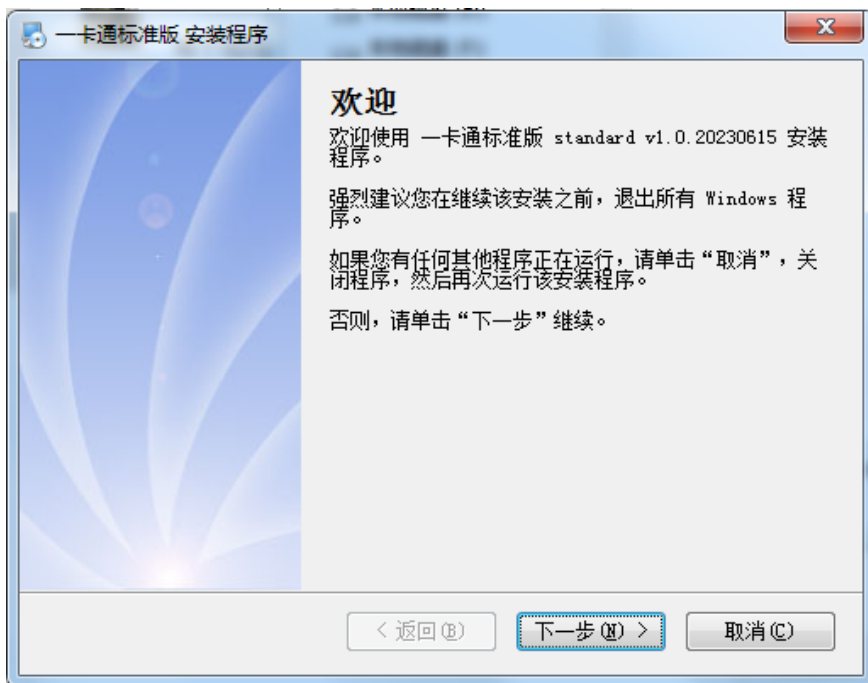 一卡通标准版 安装程序
欢迎
欢迎使用 一卡通标准版 standard v1.0.20230615 安装
程序。
强烈建议您在继续该安装之前，退出所有 Windows 程
序。
如果您有任何其他程序正在运行，请单击“取消”，关
闭程序，然后再次运行该安装程序。
否则，请单击“下一步”继续。
< 返回(B)
下一步(N) >
取消(C)